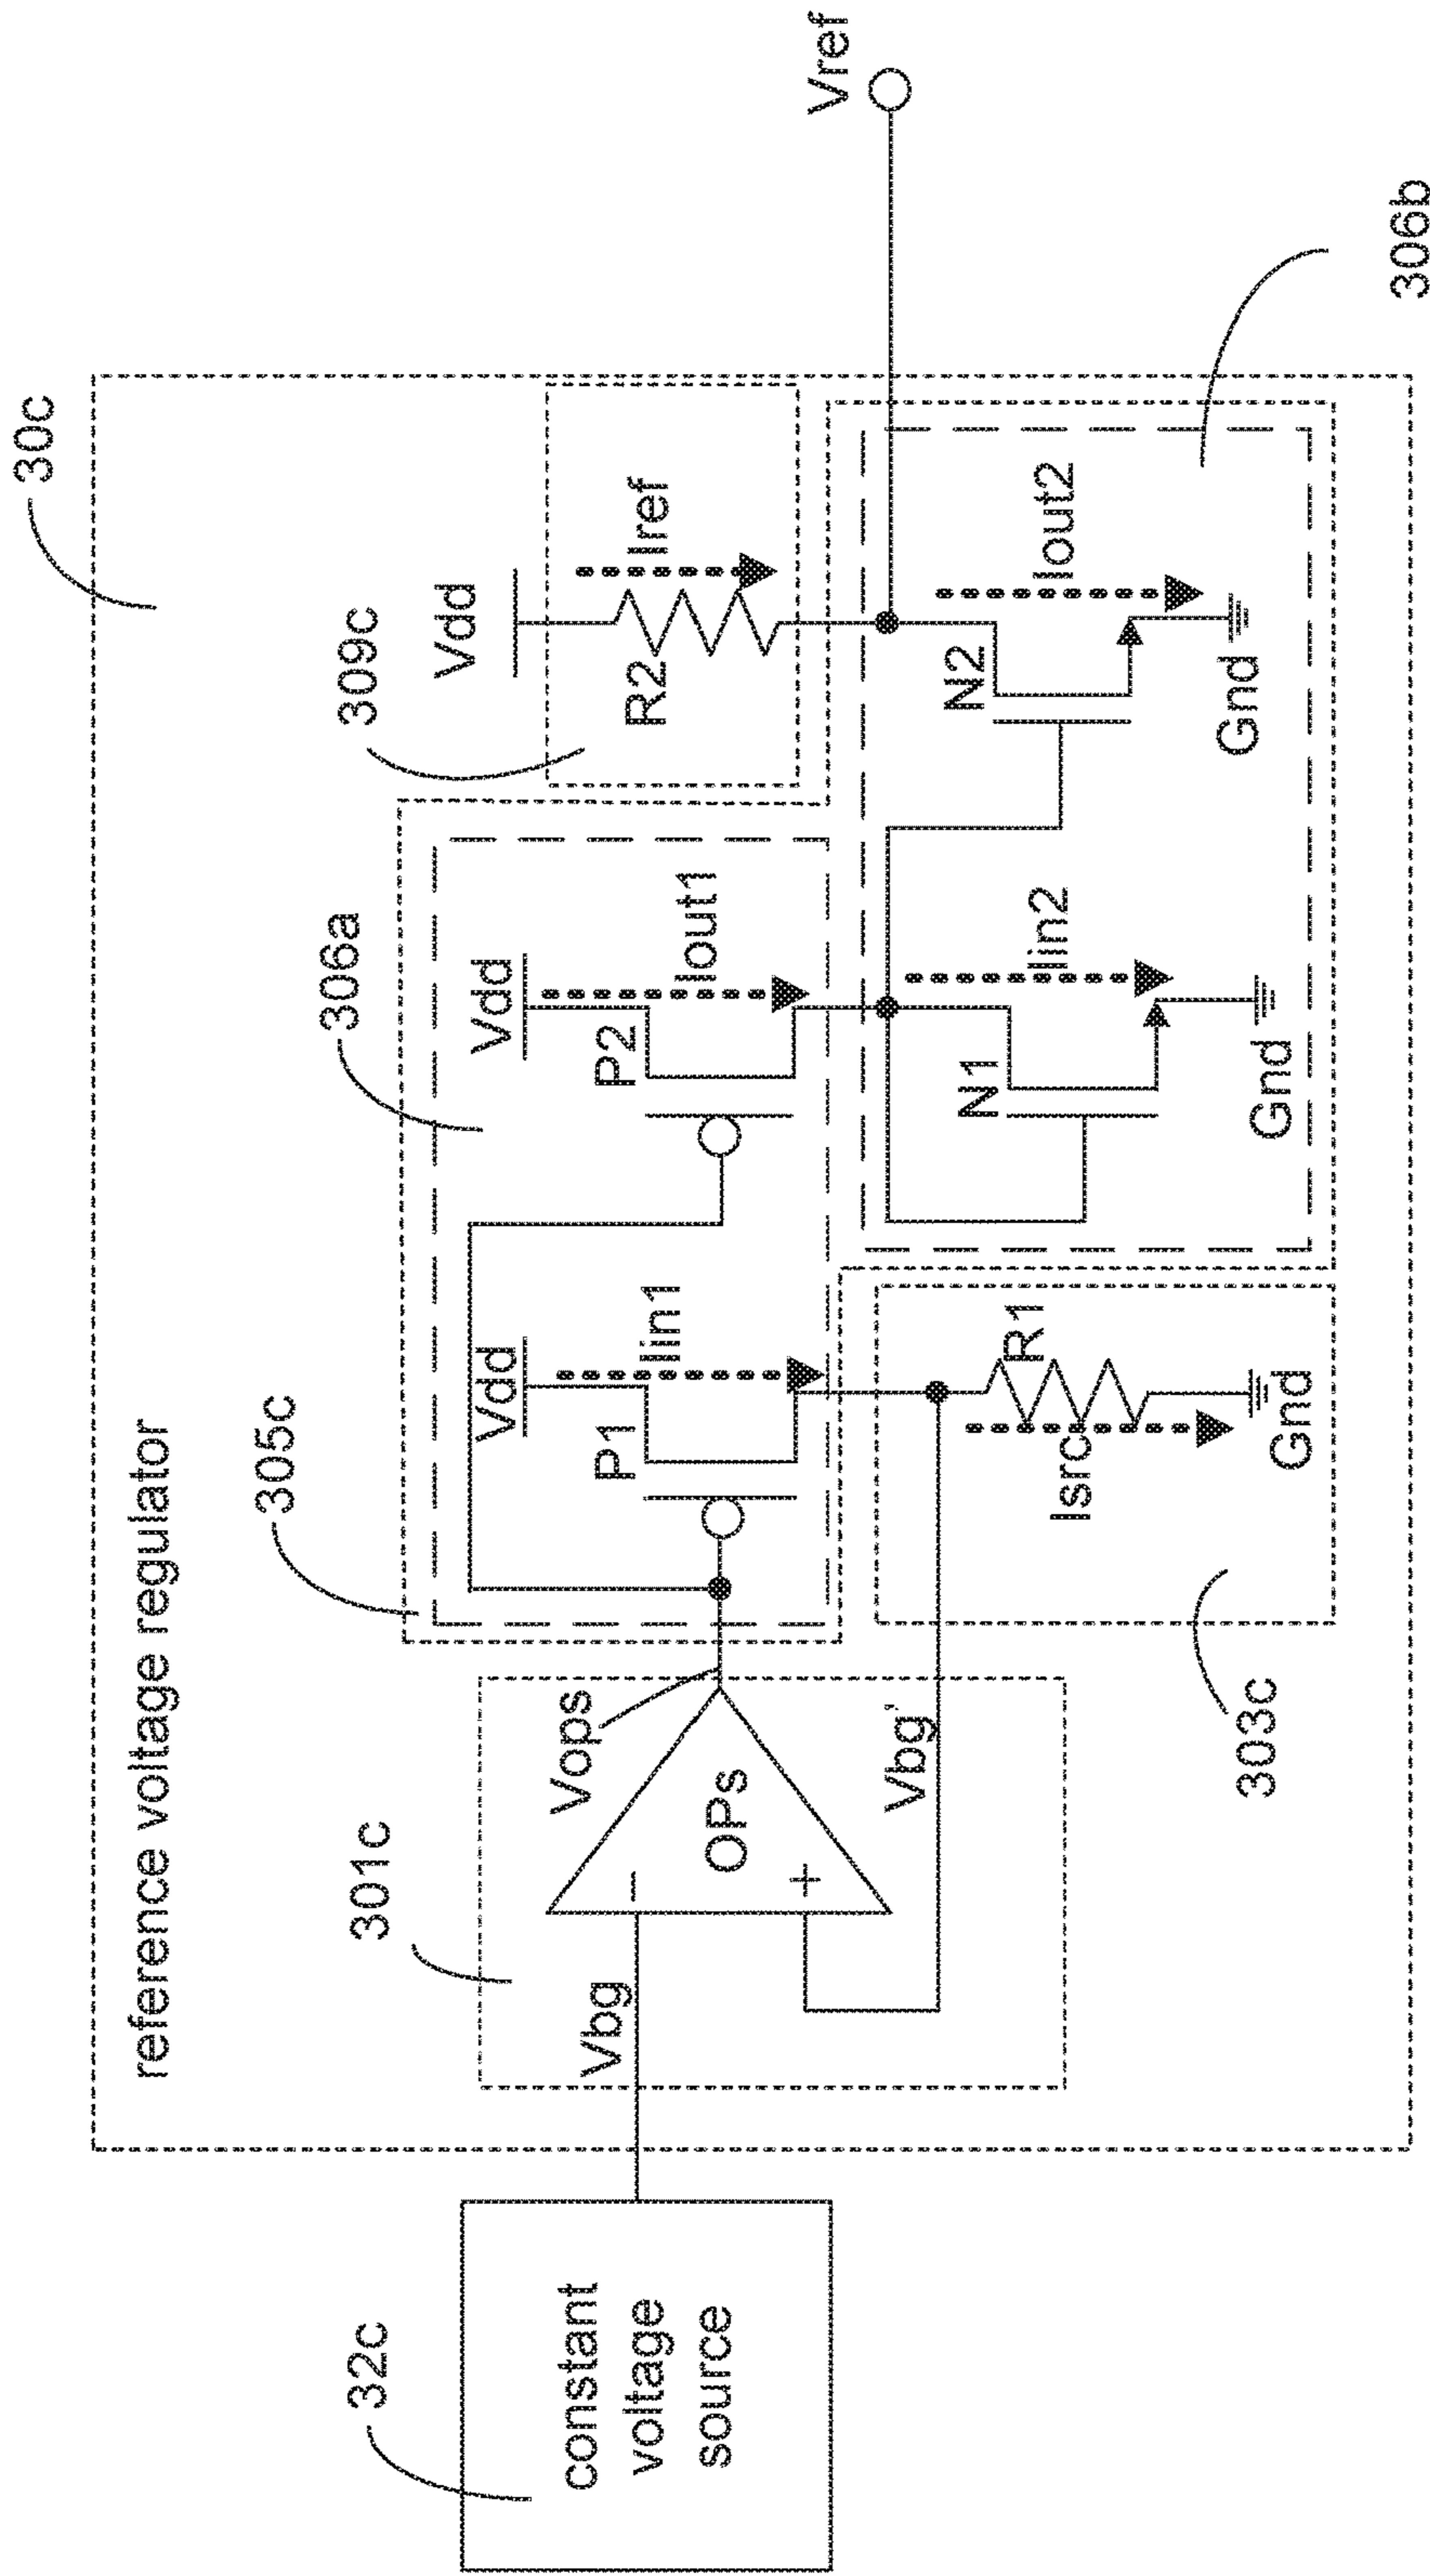 30c
reference voltage regulator
305c
306a
309c
Vdd
Vdd
Vdd
32c
301c
constant
voltage
source
Vbg
Vops
P1
Iin1
P2
Iout1
R2
Iref
OPs
−
+
Vbg'
Vref
Isrc
R1
N1
Iin2
N2
Iout2
303c
Gnd
Gnd
Gnd
306b